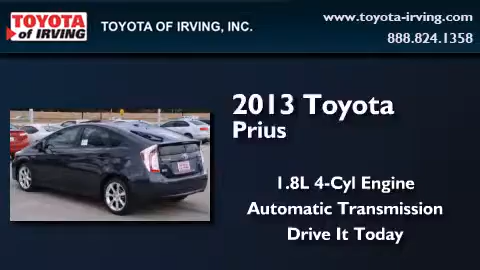 TOYOTA
of IRVING
TOYOTA OF IRVING, INC.
www.toyota-irving.com
888.824.1358
2013 Toyota
Prius
1.8L 4-Cyl Engine
Automatic Transmission
Drive It Today